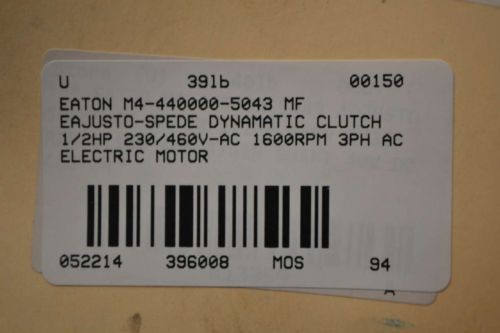 U 391b 00150
EATON M4-440000-5043 MF
EAJUSTO-SPEDE DYNAMATIC CLUTCH
1/2HP 230/460V-AC 1600RPM 3PH AC
ELECTRIC MOTOR
052214 396008 MOS 94
A